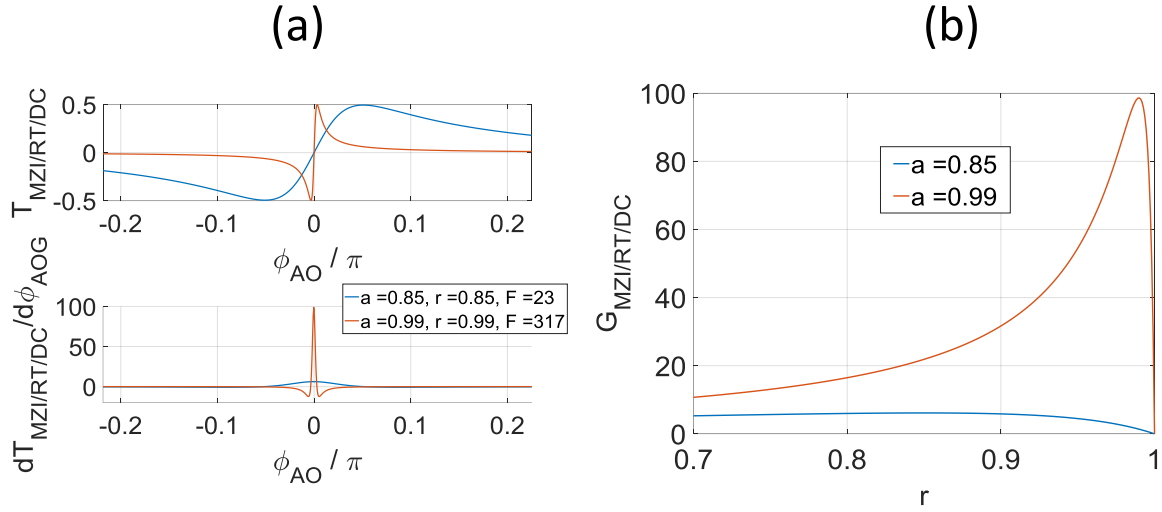 (a)
T_MZI/RT/DC
0.5
0
-0.5
-0.2 -0.1 0 0.1 0.2
ϕ_AO / π
dT_MZI/RT/DC/dϕ_AOG
100
50
0
a =0.85, r =0.85, F =23
a =0.99, r =0.99, F =317
-0.2 -0.1 0 0.1 0.2
ϕ_AO / π
(b)
G_MZI/RT/DC
100
80
60
40
20
0
a =0.85
a =0.99
0.7 0.8 0.9 1
r